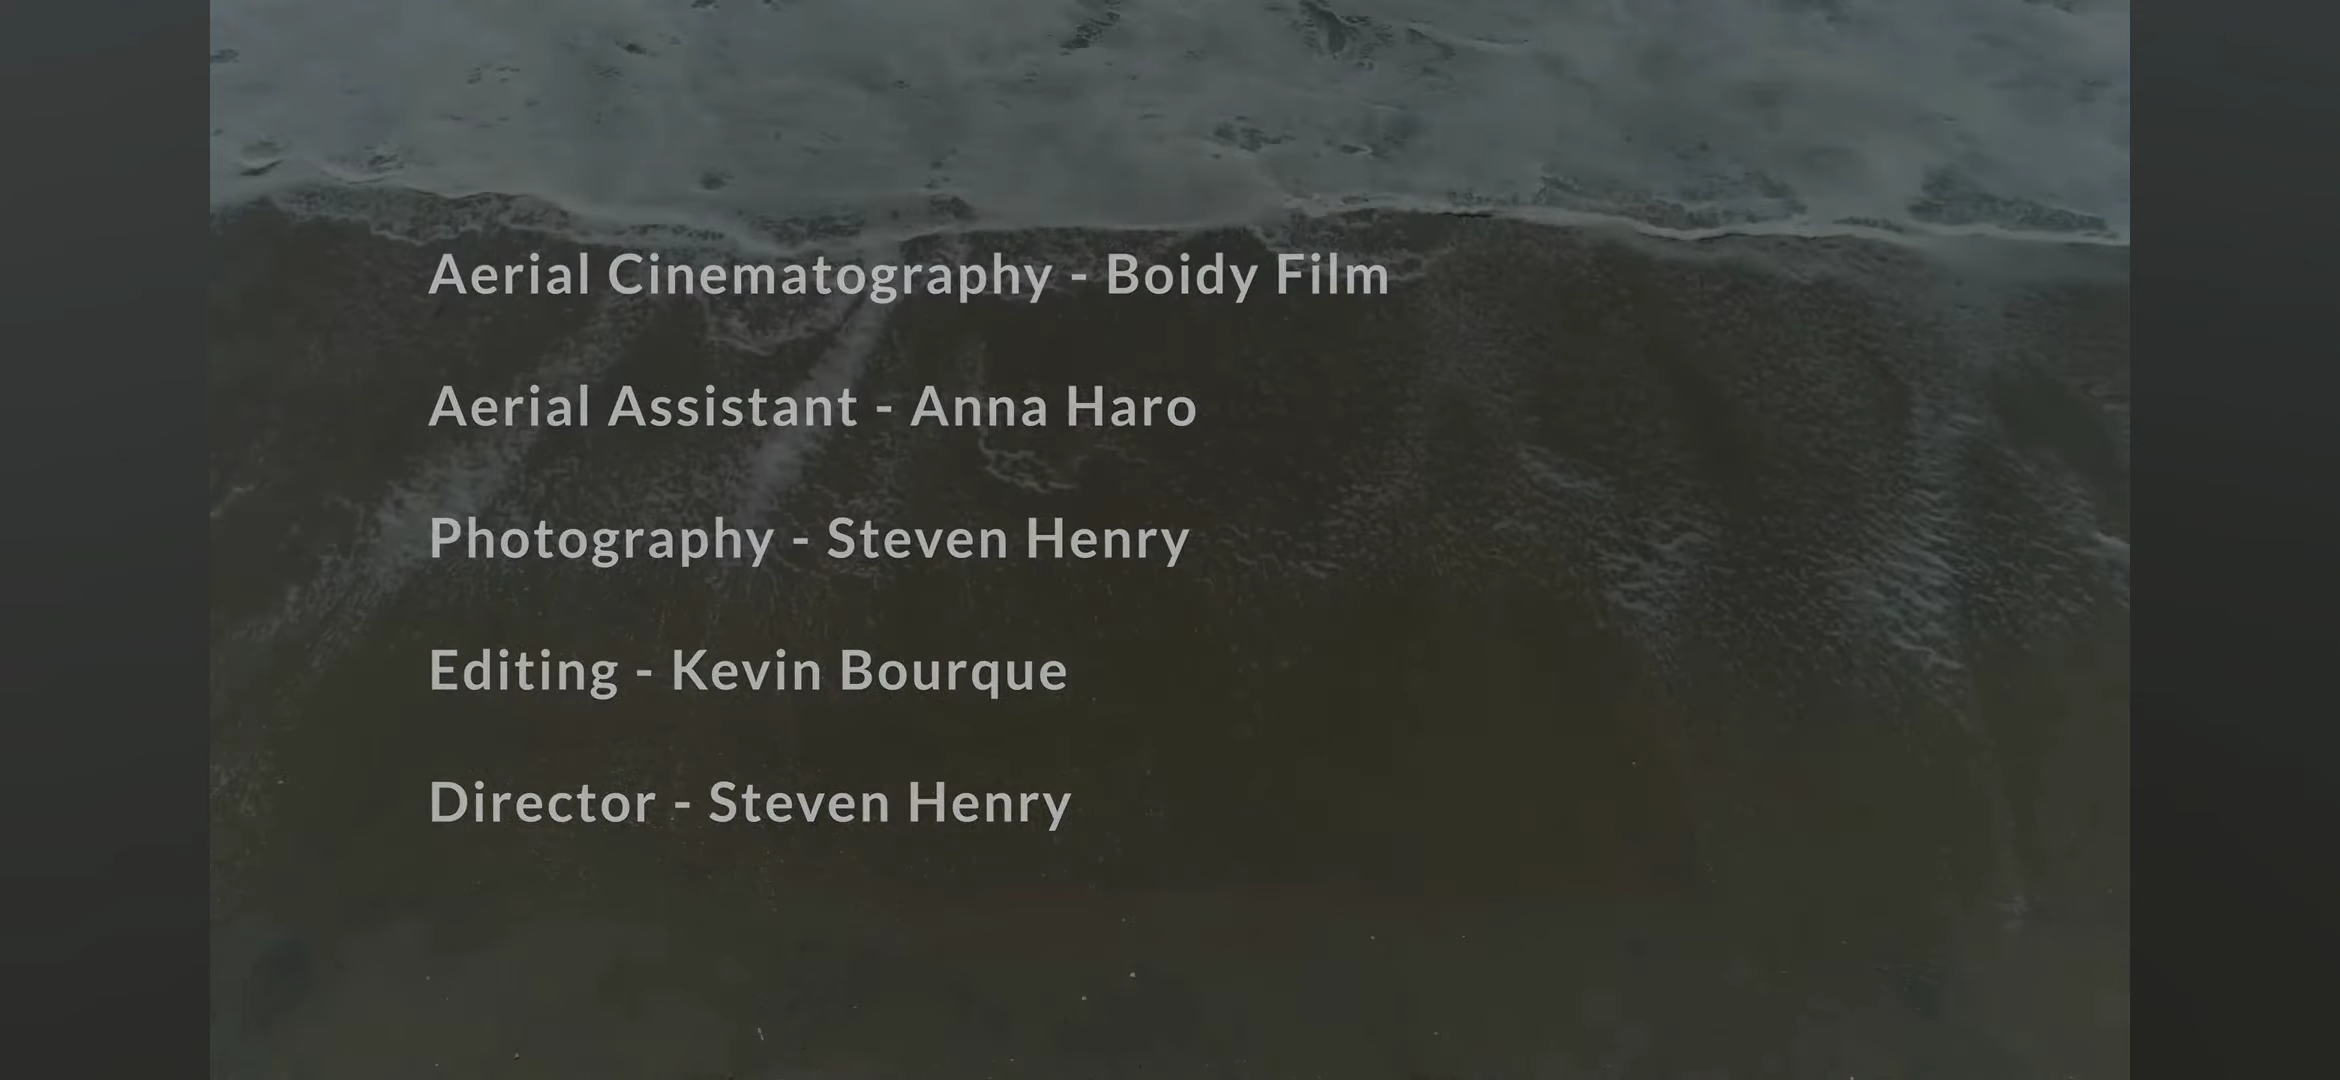 Aerial Cinematography - Boidy Film
Aerial Assistant - Anna Haro
Photography - Steven Henry
Editing - Kevin Bourque
Director - Steven Henry